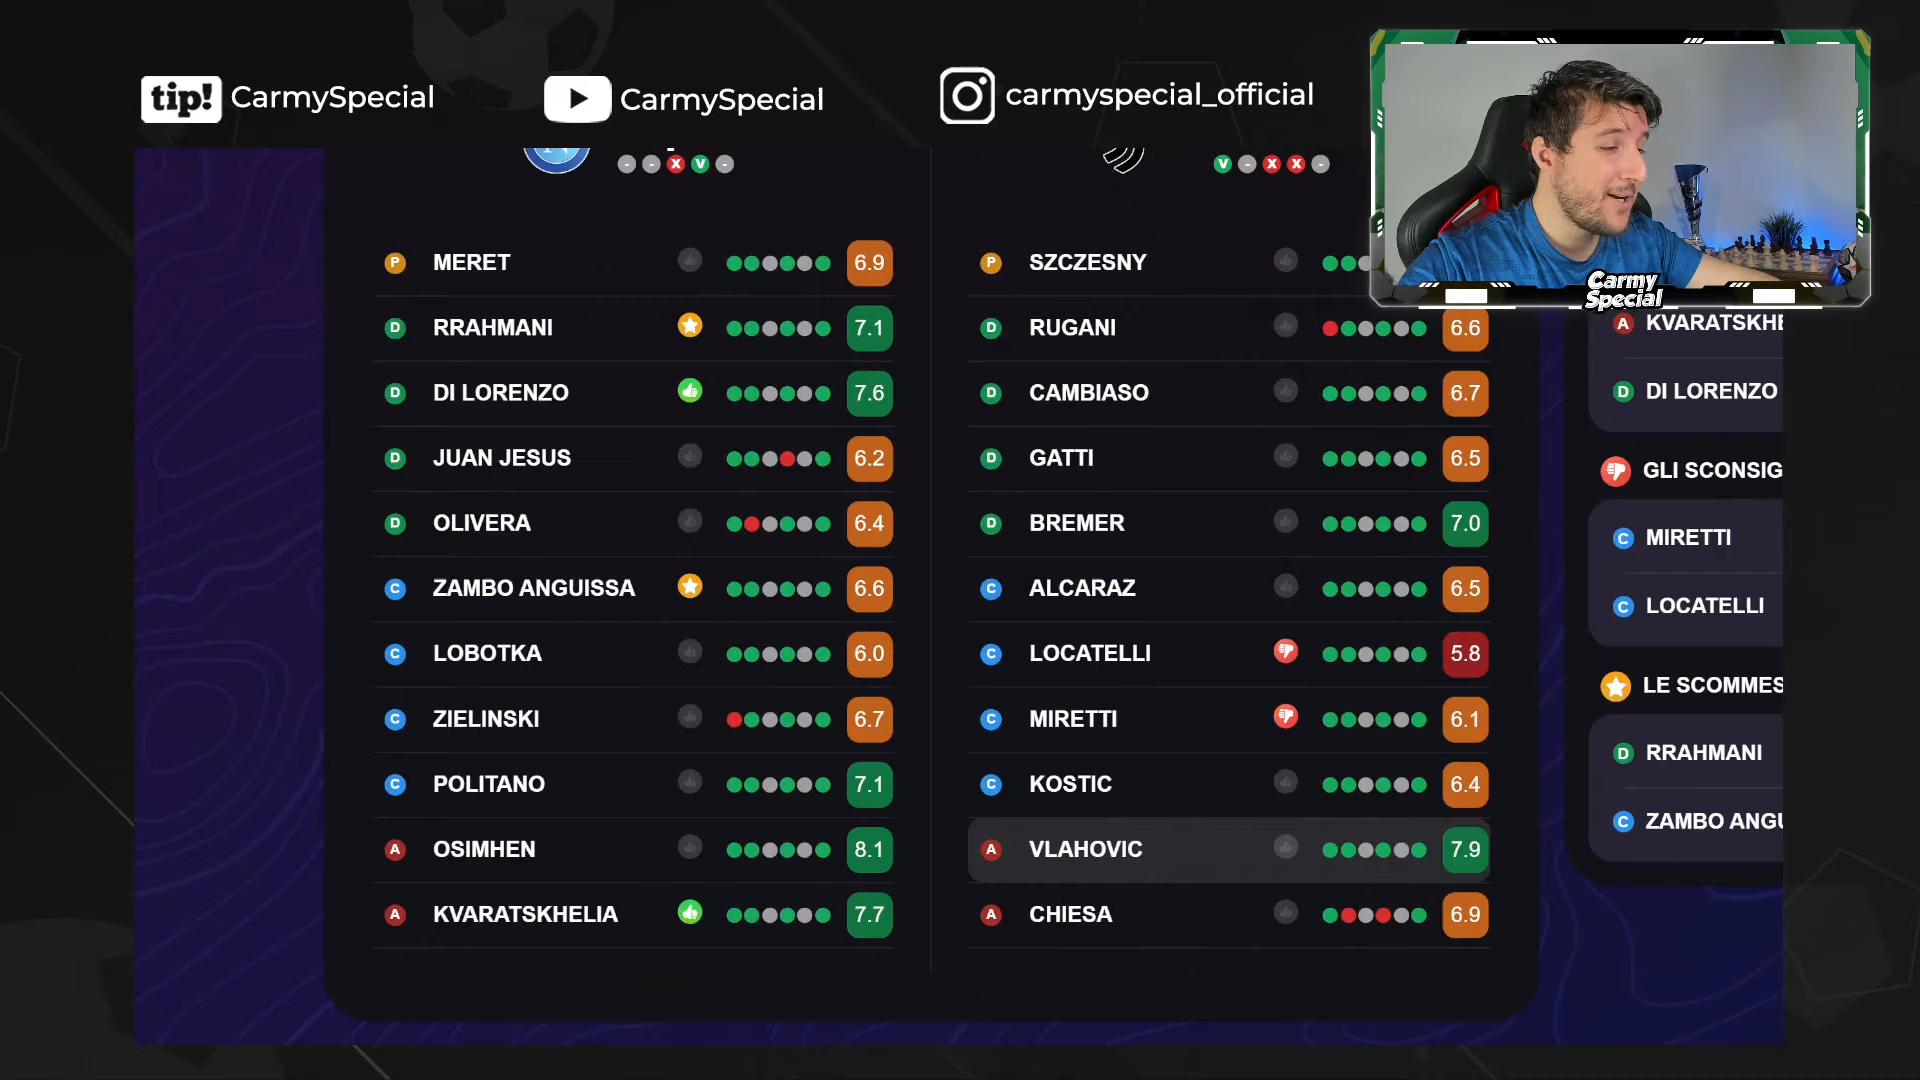 tip! CarmySpecial
CarmySpecial
carmyspecial_official
Carmy
Special
- - X V -
V - X X -
P MERET 6.9
D RRAHMANI 7.1
D DI LORENZO 7.6
D JUAN JESUS 6.2
D OLIVERA 6.4
C ZAMBO ANGUISSA 6.6
C LOBOTKA 6.0
C ZIELINSKI 6.7
C POLITANO 7.1
A OSIMHEN 8.1
A KVARATSKHELIA 7.7
P SZCZESNY
D RUGANI 6.6
D CAMBIASO 6.7
D GATTI 6.5
D BREMER 7.0
C ALCARAZ 6.5
C LOCATELLI 5.8
C MIRETTI 6.1
C KOSTIC 6.4
A VLAHOVIC 7.9
A CHIESA 6.9
A KVARATSKHE
D DI LORENZO
GLI SCONSIG
C MIRETTI
C LOCATELLI
LE SCOMMES
D RRAHMANI
C ZAMBO ANGU